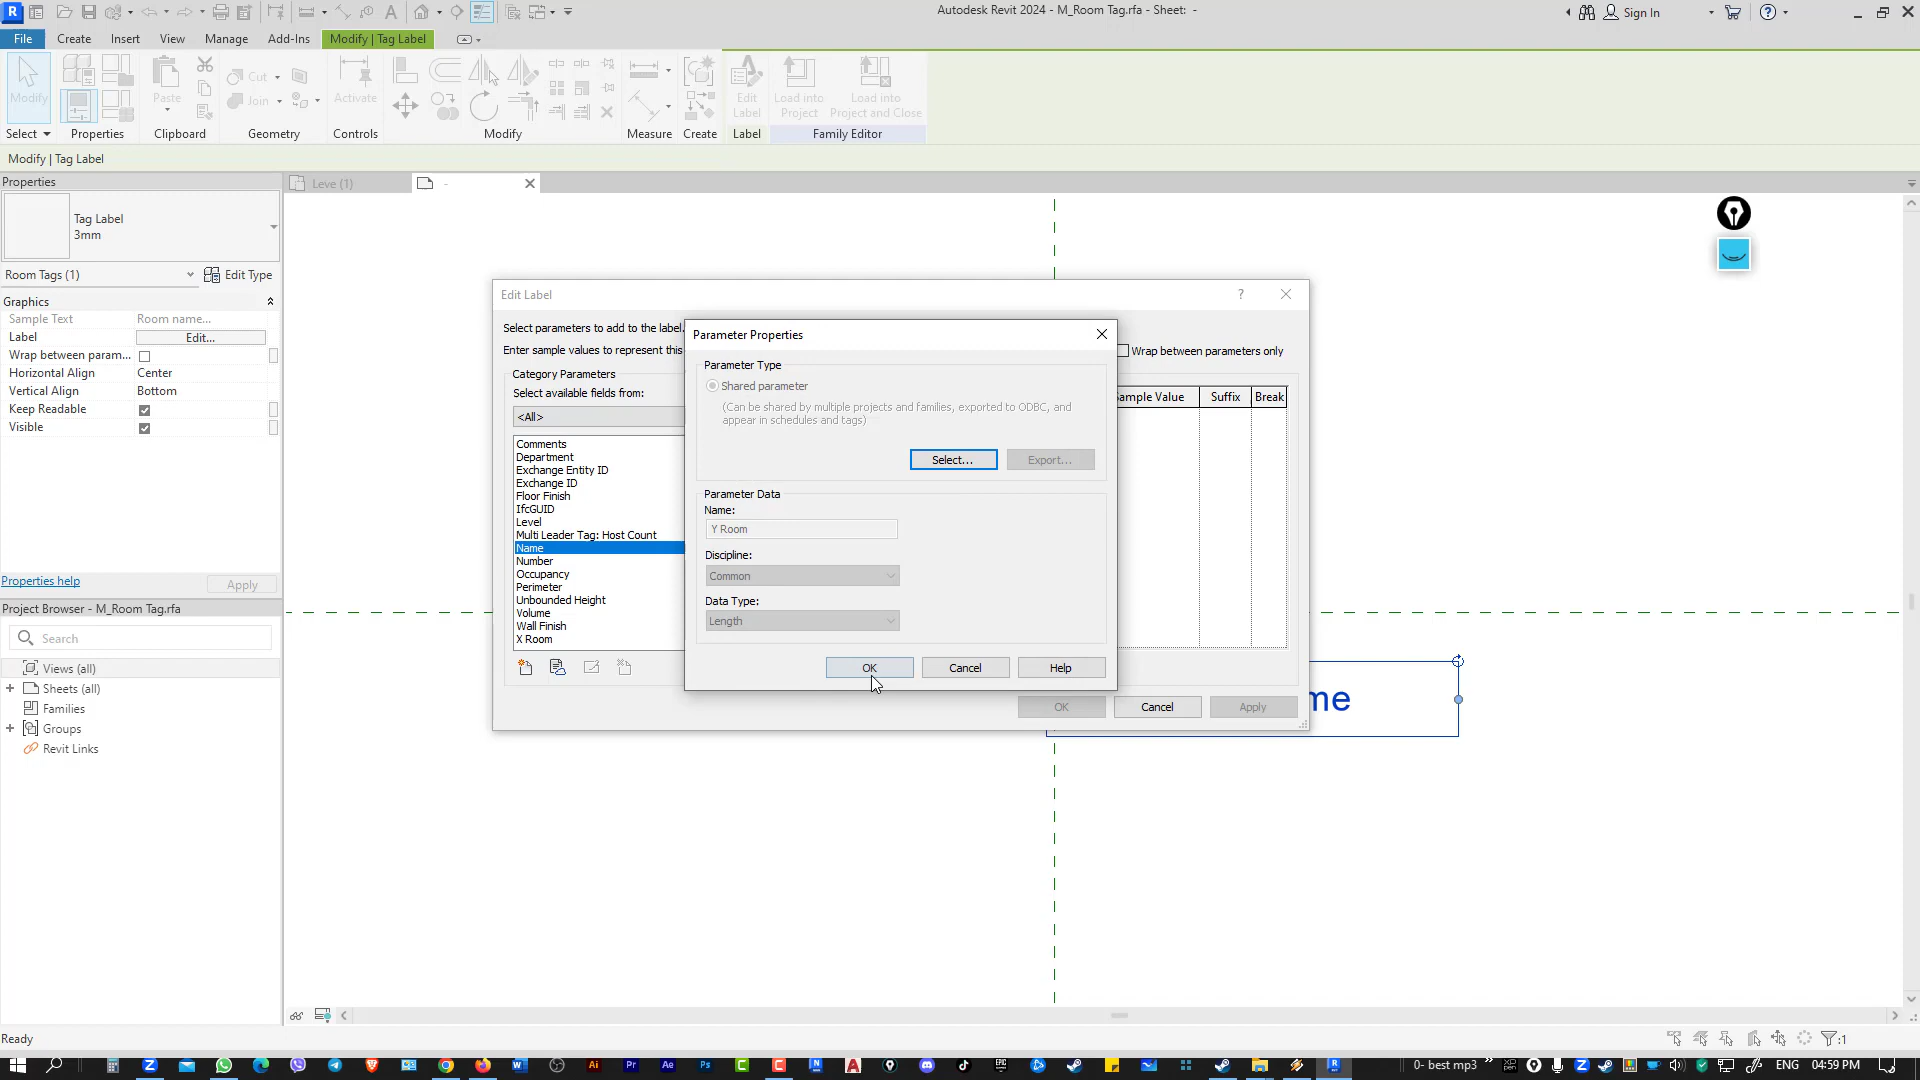 Autodesk Revit 2024 - M_Room Tag.rfa - Sheet: -
Sign In
File Create Insert View Manage Add-Ins Modify | Tag Label
Modify
Paste
Cut
Join
Activate
Edit Label
Load into Project
Load into Project and Close
Select Properties Clipboard Geometry Controls Modify Measure Create Label Family Editor
Modify | Tag Label
Properties
Leve (1)
-
Tag Label
3mm
Room Tags (1)
Edit Type
Graphics
Sample Text Room name...
Label Edit...
Wrap between param...
Horizontal Align Center
Vertical Align Bottom
Keep Readable
Visible
Properties help
Apply
Project Browser - M_Room Tag.rfa
Search
Views (all)
Sheets (all)
Families
Groups
Revit Links
Edit Label
Select parameters to add to the label.
Enter sample values to represent this
Wrap between parameters only
Category Parameters
Select available fields from:
<All>
Comments
Department
Exchange Entity ID
Exchange ID
Floor Finish
IfcGUID
Level
Multi Leader Tag: Host Count
Name
Number
Occupancy
Perimeter
Unbounded Height
Volume
Wall Finish
X Room
Sample Value Suffix Break
OK Cancel Apply
Parameter Properties
Parameter Type
Shared parameter
(Can be shared by multiple projects and families, exported to ODBC, and
appear in schedules and tags)
Select... Export...
Parameter Data
Name:
Y Room
Discipline:
Common
Data Type:
Length
OK Cancel Help
me
Ready
:1
0- best mp3
ENG 04:59 PM